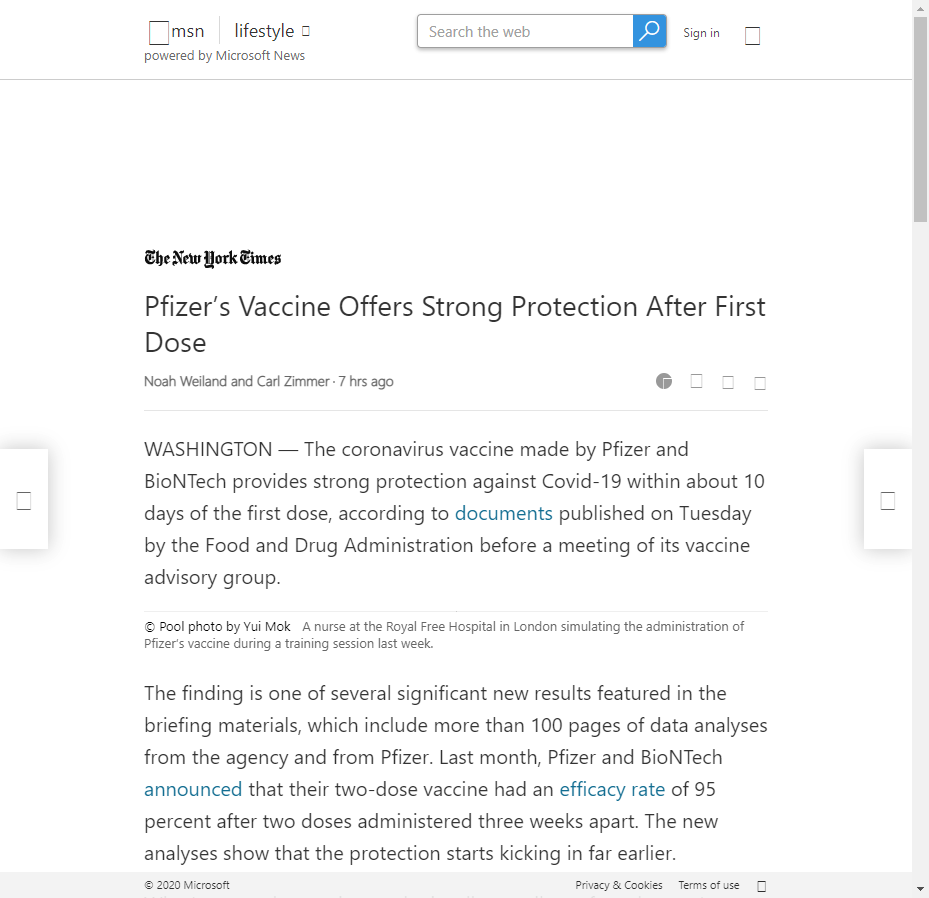 msn lifestyle
powered by Microsoft News
Search the web
Sign in
The New York Times
Pfizer’s Vaccine Offers Strong Protection After First
Dose
Noah Weiland and Carl Zimmer · 7 hrs ago
WASHINGTON — The coronavirus vaccine made by Pfizer and
BioNTech provides strong protection against Covid-19 within about 10
days of the first dose, according to documents published on Tuesday
by the Food and Drug Administration before a meeting of its vaccine
advisory group.
© Pool photo by Yui Mok A nurse at the Royal Free Hospital in London simulating the administration of
Pfizer’s vaccine during a training session last week.
The finding is one of several significant new results featured in the
briefing materials, which include more than 100 pages of data analyses
from the agency and from Pfizer. Last month, Pfizer and BioNTech
announced that their two-dose vaccine had an efficacy rate of 95
percent after two doses administered three weeks apart. The new
analyses show that the protection starts kicking in far earlier.
© 2020 Microsoft Privacy & Cookies Terms of use